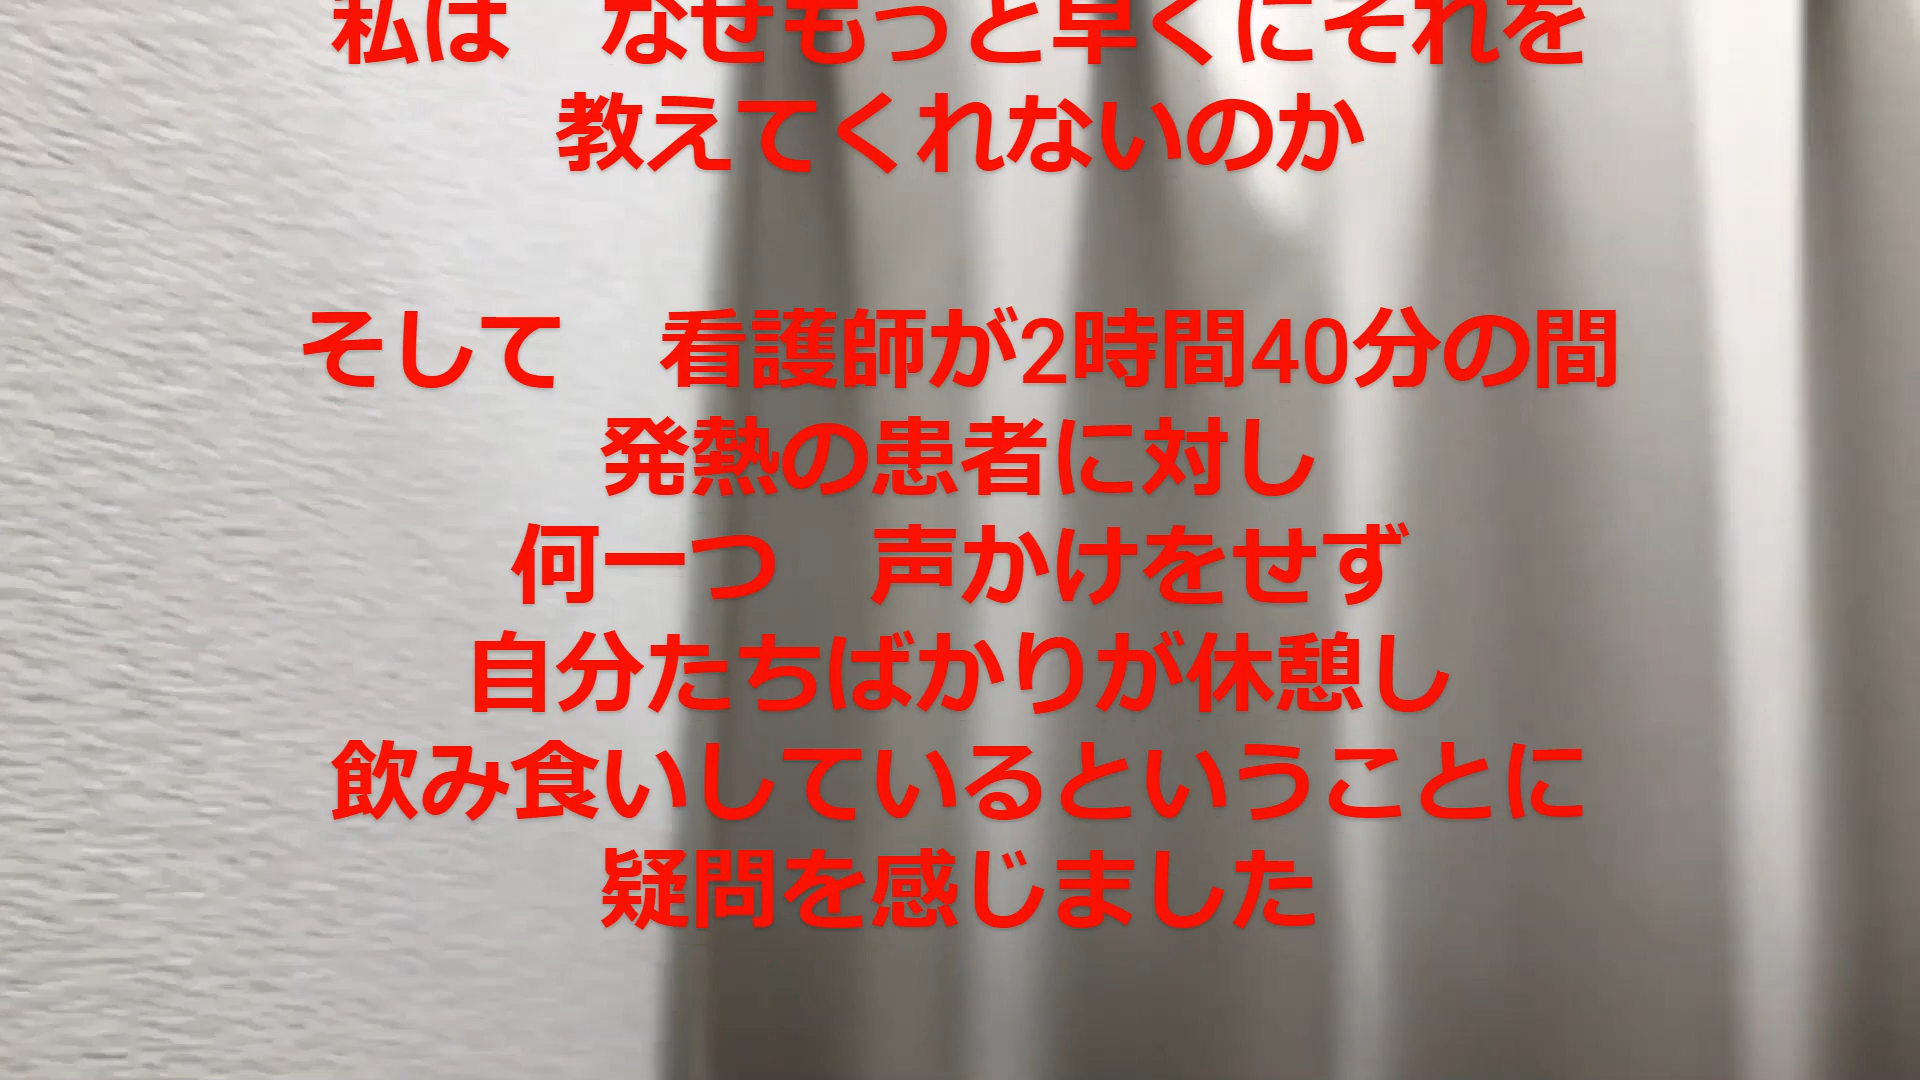 私は　なぜもっと早くにそれを
教えてくれないのか
そして　看護師が2時間40分の間
発熱の患者に対し
何一つ　声かけをせず
自分たちばかりが休憩し
飲み食いしているということに
疑問を感じました